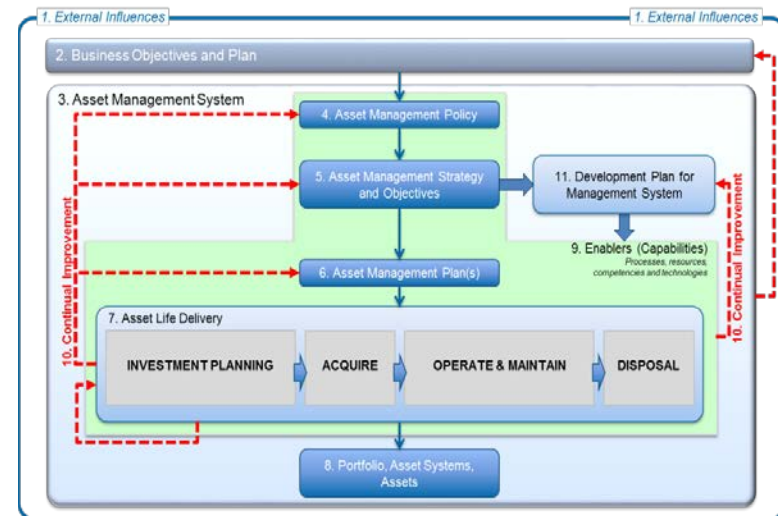 1. External Influences
1. External Influences
2. Business Objectives and Plan
3. Asset Management System
4. Asset Management Policy
5. Asset Management Strategy
and Objectives
11. Development Plan for
Management System
9. Enablers (Capabilities)
Processes, resources,
competencies and technologies
6. Asset Management Plan(s)
10. Continual Improvement
10. Continual Improvement
7. Asset Life Delivery
INVESTMENT PLANNING
ACQUIRE
OPERATE & MAINTAIN
DISPOSAL
8. Portfolio, Asset Systems,
Assets